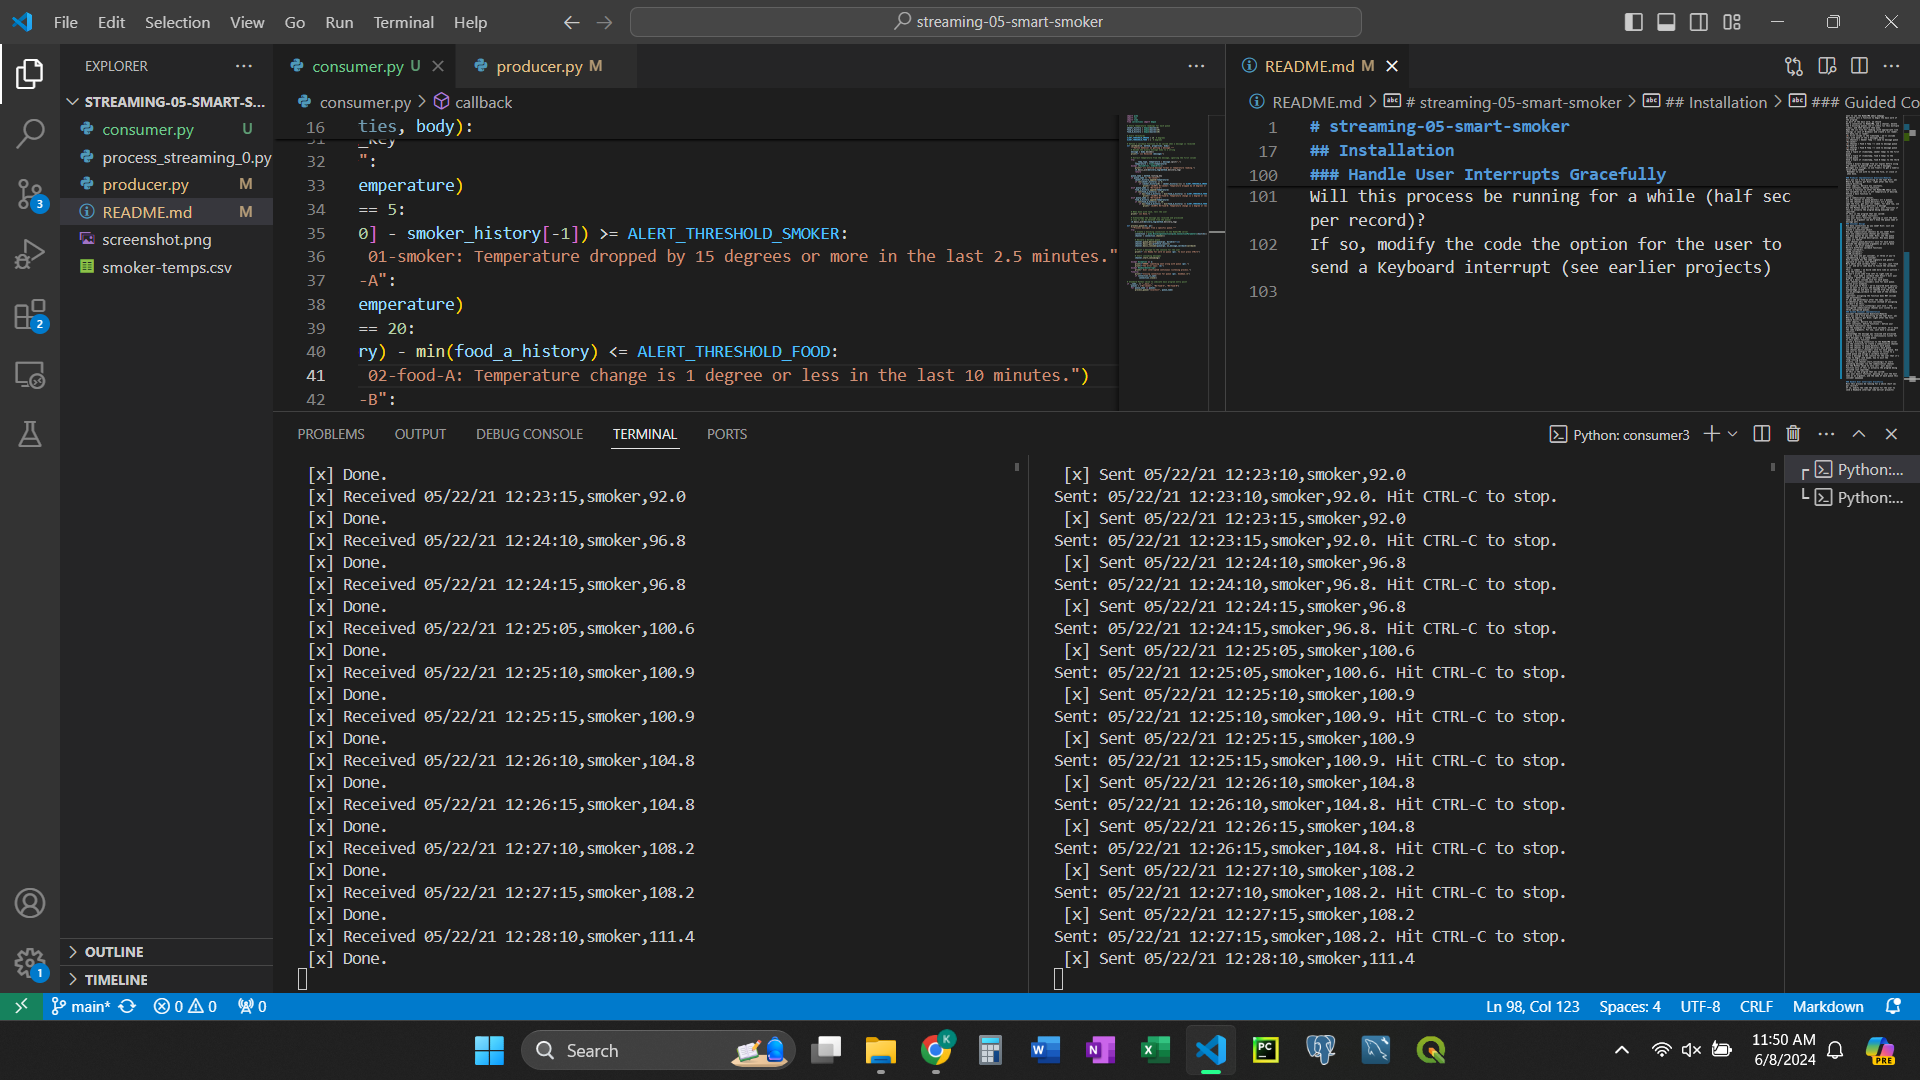 File Edit Selection View Go Run Terminal Help
streaming-05-smart-smoker
EXPLORER
STREAMING-05-SMART-S...
consumer.py U
process_streaming_0.py
producer.py M
README.md M
screenshot.png
smoker-temps.csv
OUTLINE
TIMELINE
3
2
1
consumer.py U
producer.py M
consumer.py > callback
16 ties, body):
31 _key
32 ":
33 emperature)
34 == 5:
35 0] - smoker_history[-1]) >= ALERT_THRESHOLD_SMOKER:
36 01-smoker: Temperature dropped by 15 degrees or more in the last 2.5 minutes."
37 -A":
38 emperature)
39 == 20:
40 ry) - min(food_a_history) <= ALERT_THRESHOLD_FOOD:
41 02-food-A: Temperature change is 1 degree or less in the last 10 minutes.")
42 -B":
README.md M
README.md > # streaming-05-smart-smoker > ## Installation > ### Guided Co
1 # streaming-05-smart-smoker
17 ## Installation
100 ### Handle User Interrupts Gracefully
101 Will this process be running for a while (half sec
per record)?
102 If so, modify the code the option for the user to
send a Keyboard interrupt (see earlier projects)
103
PROBLEMS OUTPUT DEBUG CONSOLE TERMINAL PORTS
Python: consumer3
[x] Done.
[x] Received 05/22/21 12:23:15,smoker,92.0
[x] Done.
[x] Received 05/22/21 12:24:10,smoker,96.8
[x] Done.
[x] Received 05/22/21 12:24:15,smoker,96.8
[x] Done.
[x] Received 05/22/21 12:25:05,smoker,100.6
[x] Done.
[x] Received 05/22/21 12:25:10,smoker,100.9
[x] Done.
[x] Received 05/22/21 12:25:15,smoker,100.9
[x] Done.
[x] Received 05/22/21 12:26:10,smoker,104.8
[x] Done.
[x] Received 05/22/21 12:26:15,smoker,104.8
[x] Done.
[x] Received 05/22/21 12:27:10,smoker,108.2
[x] Done.
[x] Received 05/22/21 12:27:15,smoker,108.2
[x] Done.
[x] Received 05/22/21 12:28:10,smoker,111.4
[x] Done.
[x] Sent 05/22/21 12:23:10,smoker,92.0
Sent: 05/22/21 12:23:10,smoker,92.0. Hit CTRL-C to stop.
[x] Sent 05/22/21 12:23:15,smoker,92.0
Sent: 05/22/21 12:23:15,smoker,92.0. Hit CTRL-C to stop.
[x] Sent 05/22/21 12:24:10,smoker,96.8
Sent: 05/22/21 12:24:10,smoker,96.8. Hit CTRL-C to stop.
[x] Sent 05/22/21 12:24:15,smoker,96.8
Sent: 05/22/21 12:24:15,smoker,96.8. Hit CTRL-C to stop.
[x] Sent 05/22/21 12:25:05,smoker,100.6
Sent: 05/22/21 12:25:05,smoker,100.6. Hit CTRL-C to stop.
[x] Sent 05/22/21 12:25:10,smoker,100.9
Sent: 05/22/21 12:25:10,smoker,100.9. Hit CTRL-C to stop.
[x] Sent 05/22/21 12:25:15,smoker,100.9
Sent: 05/22/21 12:25:15,smoker,100.9. Hit CTRL-C to stop.
[x] Sent 05/22/21 12:26:10,smoker,104.8
Sent: 05/22/21 12:26:10,smoker,104.8. Hit CTRL-C to stop.
[x] Sent 05/22/21 12:26:15,smoker,104.8
Sent: 05/22/21 12:26:15,smoker,104.8. Hit CTRL-C to stop.
[x] Sent 05/22/21 12:27:10,smoker,108.2
Sent: 05/22/21 12:27:10,smoker,108.2. Hit CTRL-C to stop.
[x] Sent 05/22/21 12:27:15,smoker,108.2
Sent: 05/22/21 12:27:15,smoker,108.2. Hit CTRL-C to stop.
[x] Sent 05/22/21 12:28:10,smoker,111.4
Python:...
Python:...
main* 0 0 0
Ln 98, Col 123 Spaces: 4 UTF-8 CRLF Markdown
Search
11:50 AM
6/8/2024